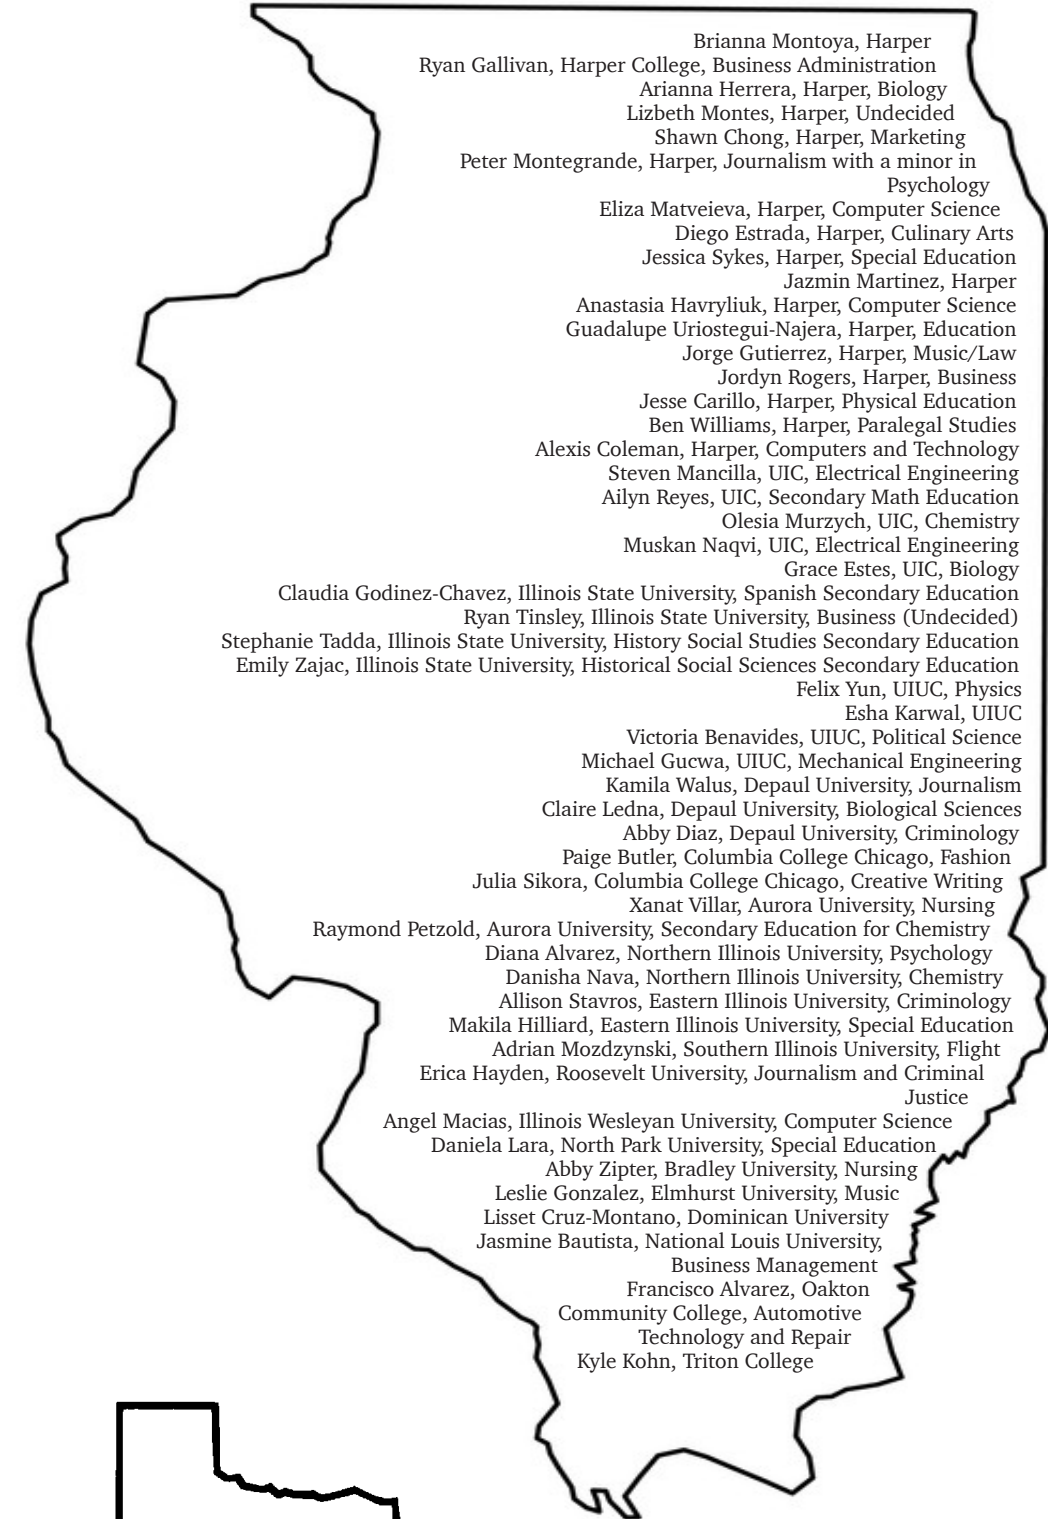 Brianna Montoya, Harper
Ryan Gallivan, Harper College, Business Administration
Arianna Herrera, Harper, Biology
Lizbeth Montes, Harper, Undecided
Shawn Chong, Harper, Marketing
Peter Montegrande, Harper, Journalism with a minor in
Psychology
Eliza Matveieva, Harper, Computer Science
Diego Estrada, Harper, Culinary Arts
Jessica Sykes, Harper, Special Education
Jazmin Martinez, Harper
Anastasia Havryliuk, Harper, Computer Science
Guadalupe Uriostegui-Najera, Harper, Education
Jorge Gutierrez, Harper, Music/Law
Jordyn Rogers, Harper, Business
Jesse Carillo, Harper, Physical Education
Ben Williams, Harper, Paralegal Studies
Alexis Coleman, Harper, Computers and Technology
Steven Mancilla, UIC, Electrical Engineering
Ailyn Reyes, UIC, Secondary Math Education
Olesia Murzych, UIC, Chemistry
Muskan Naqvi, UIC, Electrical Engineering
Grace Estes, UIC, Biology
Claudia Godinez-Chavez, Illinois State University, Spanish Secondary Education
Ryan Tinsley, Illinois State University, Business (Undecided)
Stephanie Tadda, Illinois State University, History Social Studies Secondary Education
Emily Zajac, Illinois State University, Historical Social Sciences Secondary Education
Felix Yun, UIUC, Physics
Esha Karwal, UIUC
Victoria Benavides, UIUC, Political Science
Michael Gucwa, UIUC, Mechanical Engineering
Kamila Walus, Depaul University, Journalism
Claire Ledna, Depaul University, Biological Sciences
Abby Diaz, Depaul University, Criminology
Paige Butler, Columbia College Chicago, Fashion
Julia Sikora, Columbia College Chicago, Creative Writing
Xanat Villar, Aurora University, Nursing
Raymond Petzold, Aurora University, Secondary Education for Chemistry
Diana Alvarez, Northern Illinois University, Psychology
Danisha Nava, Northern Illinois University, Chemistry
Allison Stavros, Eastern Illinois University, Criminology
Makila Hilliard, Eastern Illinois University, Special Education
Adrian Mozdzynski, Southern Illinois University, Flight
Erica Hayden, Roosevelt University, Journalism and Criminal
Justice
Angel Macias, Illinois Wesleyan University, Computer Science
Daniela Lara, North Park University, Special Education
Abby Zipter, Bradley University, Nursing
Leslie Gonzalez, Elmhurst University, Music
Lisset Cruz-Montano, Dominican University
Jasmine Bautista, National Louis University,
Business Management
Francisco Alvarez, Oakton
Community College, Automotive
Technology and Repair
Kyle Kohn, Triton College